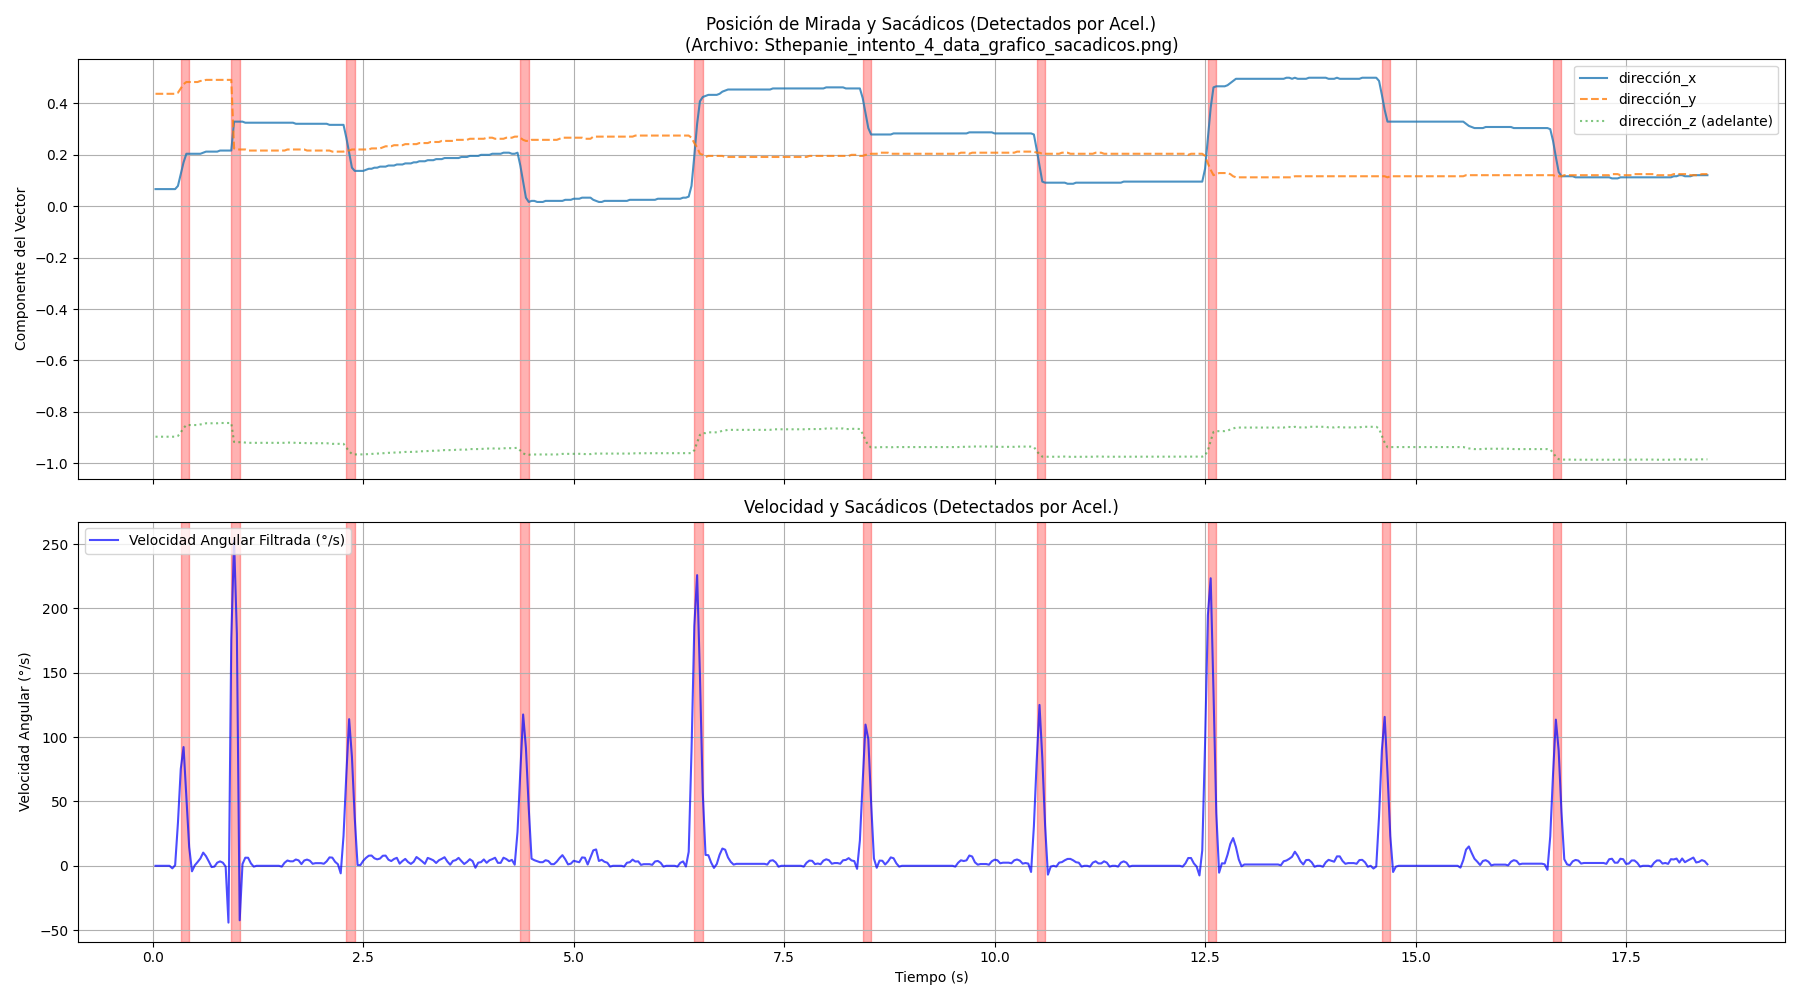 Posición de Mirada y Sacádicos (Detectados por Acel.)
(Archivo: Sthepanie_intento_4_data_grafico_sacadicos.png)
Componente del Vector
0.4
0.2
0.0
−0.2
−0.4
−0.6
−0.8
−1.0
dirección_x
dirección_y
dirección_z (adelante)
Velocidad y Sacádicos (Detectados por Acel.)
Velocidad Angular (°/s)
250
200
150
100
50
0
−50
Velocidad Angular Filtrada (°/s)
0.0 2.5 5.0 7.5 10.0 12.5 15.0 17.5
Tiempo (s)